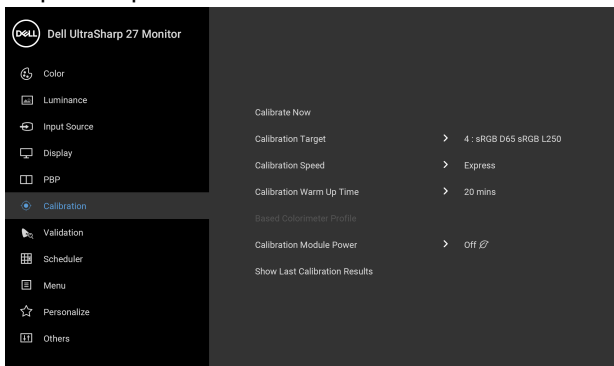 DELL
Dell UltraSharp 27 Monitor
Color
Luminance
Input Source
Display
PBP
Calibration
Validation
Scheduler
Menu
Personalize
Others
Calibrate Now
Calibration Target > 4 : sRGB D65 sRGB L250
Calibration Speed > Express
Calibration Warm Up Time > 20 mins
Based Colorimeter Profile
Calibration Module Power > Off
Show Last Calibration Results